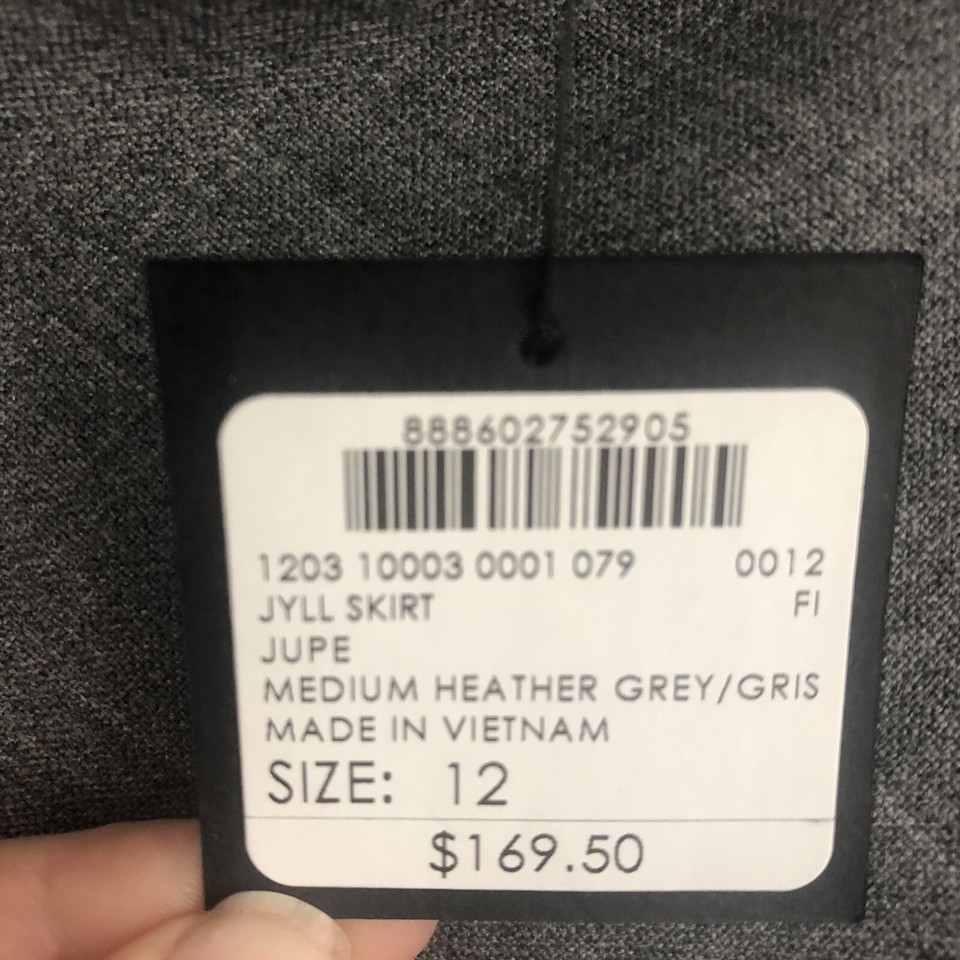 888602752905
1203 10003 0001 079 0012
JYLL SKIRT FI
JUPE
MEDIUM HEATHER GREY/GRIS
MADE IN VIETNAM
SIZE: 12
$169.50